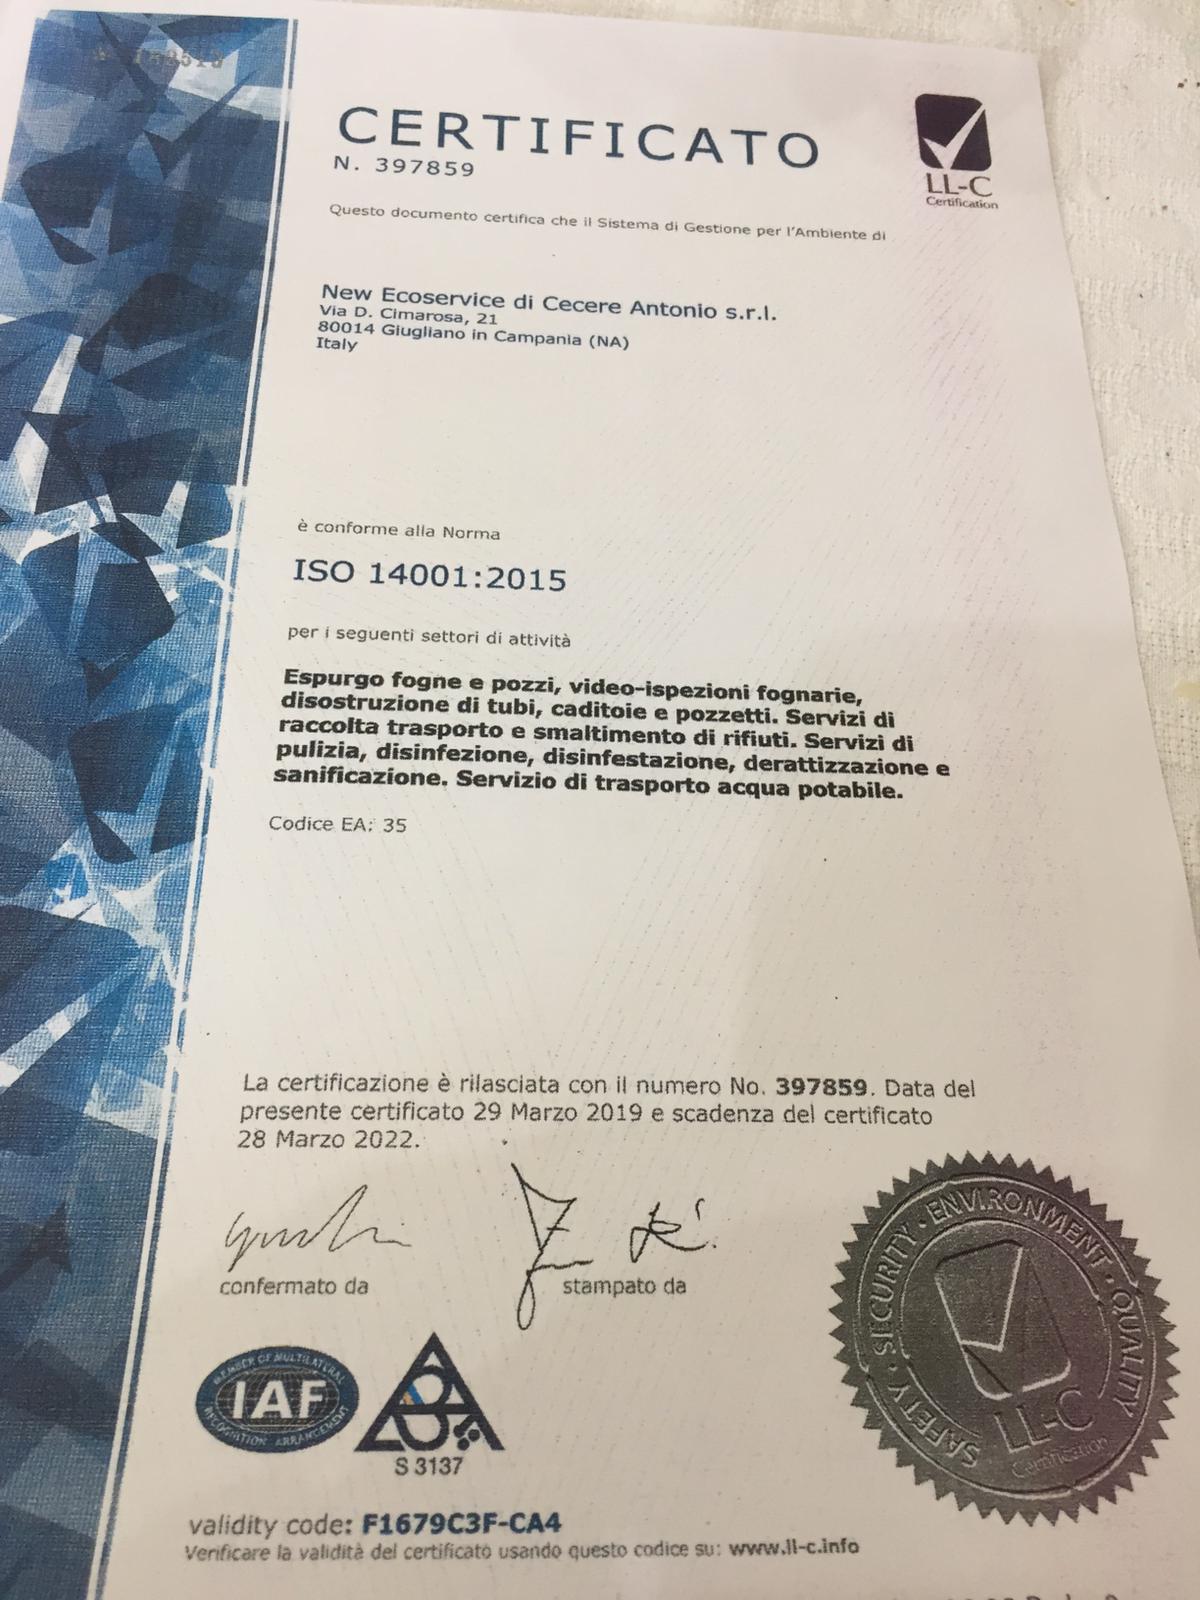 CERTIFICATO
N. 397859
LL-C
Certification
Questo documento certifica che il Sistema di Gestione per l'Ambiente di
New Ecoservice di Cecere Antonio s.r.l.
Via D. Cimarosa, 21
80014 Giugliano in Campania (NA)
Italy
è conforme alla Norma
ISO 14001:2015
per i seguenti settori di attività
Espurgo fogne e pozzi, video-ispezioni fognarie,
disostruzione di tubi, caditoie e pozzetti. Servizi di
raccolta trasporto e smaltimento di rifiuti. Servizi di
pulizia, disinfezione, disinfestazione, derattizzazione e
sanificazione. Servizio di trasporto acqua potabile.
Codice EA: 35
La certificazione è rilasciata con il numero No. 397859. Data del
presente certificato 29 Marzo 2019 e scadenza del certificato
28 Marzo 2022.
confermato da
stampato da
MEMBER OF MULTILATERAL
IAF
RECOGNITION ARRANGEMENT
S 3137
SAFETY · SECURITY · ENVIRONMENT · QUALITY
LL-C
Certification
validity code: F1679C3F-CA4
Verificare la validità del certificato usando questo codice su: www.ll-c.info